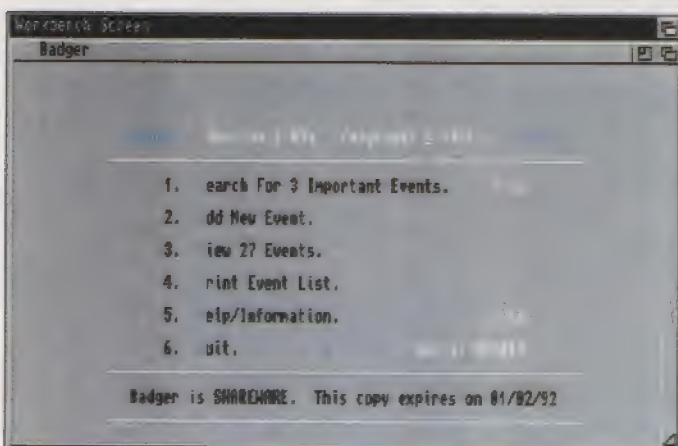 Workbench Screen
Badger
1. earch For 3 Important Events.
2. dd New Event.
3. iew 27 Events.
4. rint Event List.
5. elp/Information.
6. uit.
Badger is SHAREWARE. This copy expires on 01/02/92